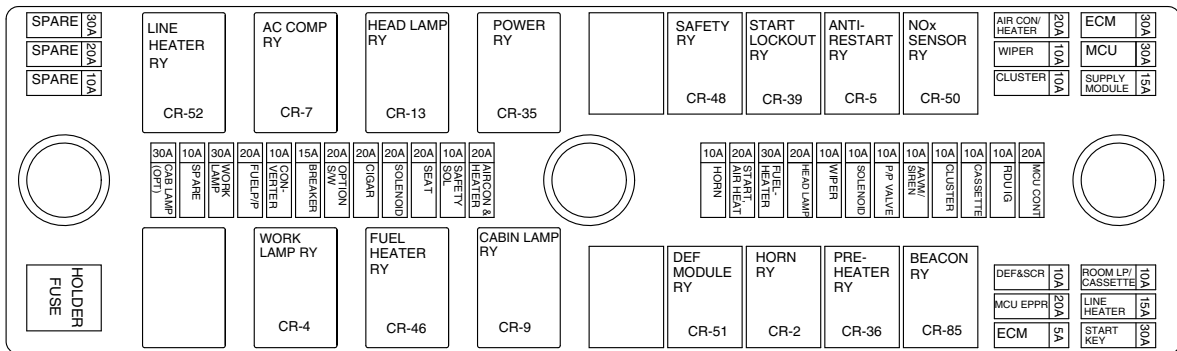 SPARE 30A
SPARE 20A
SPARE 10A
LINE
HEATER
RY
CR-52
AC COMP
RY
CR-7
HEAD LAMP
RY
CR-13
POWER
RY
CR-35
SAFETY
RY
CR-48
START
LOCKOUT
RY
CR-39
ANTI-
RESTART
RY
CR-5
NOx
SENSOR
RY
CR-50
AIR CON/
HEATER
20A
WIPER 10A
CLUSTER 10A
ECM 30A
MCU 30A
SUPPLY
MODULE
15A
30A
CAB LAMP
(OPT)
10A
SPARE
30A
WORK
LAMP
20A
FUELP/P
10A
CON-
VERTER
15A
BREAKER
20A
OPTION
S/W
20A
CIGAR
20A
SOLENOID
20A
SEAT
10A
SAFETY
SOL
20A
AIRCON &
HEATER
10A
HORN
20A
START,
AIR HEAT
30A
FUEL-
HEATER
20A
HEAD LAMP
10A
WIPER
10A
SOLENOID
10A
P/P VALVE
10A
AAVM/
SIREN
10A
CLUSTER
10A
CASSETTE
10A
RDU IG
20A
MCU CONT
HOLDER
FUSE
WORK
LAMP RY
CR-4
FUEL
HEATER
RY
CR-46
CABIN LAMP
RY
CR-9
DEF
MODULE
RY
CR-51
HORN
RY
CR-2
PRE-
HEATER
RY
CR-36
BEACON
RY
CR-85
DEF&SCR 10A
MCU EPPR 20A
ECM 5A
ROOM LP/
CASSETTE
10A
LINE
HEATER
15A
START
KEY
30A